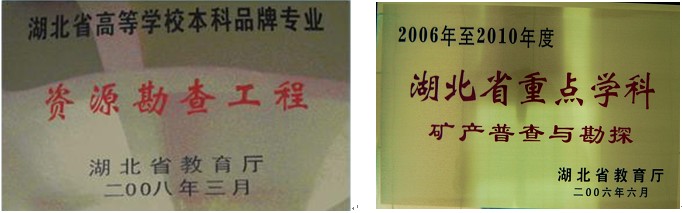 湖北省高等学校本科品牌专业
资源勘查工程
湖北省教育厅
二00八年三月
2006年至2010年度
湖北省重点学科
矿产普查与勘探
湖北省教育厅
二00六年六月